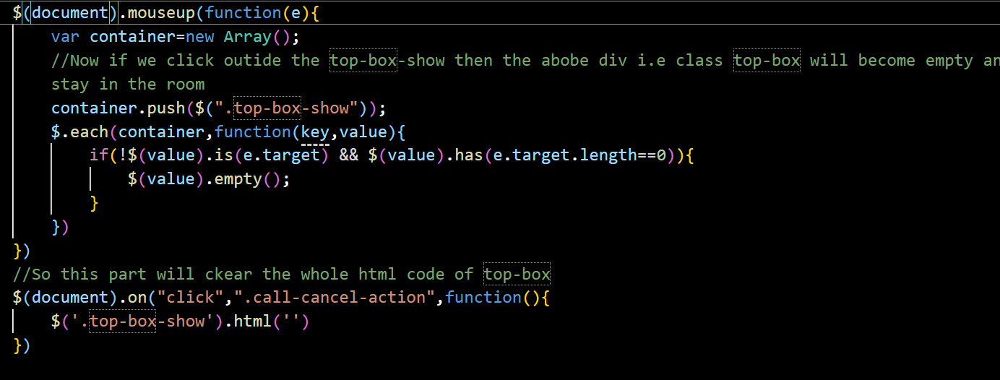 $(document).mouseup(function(e){
var container=new Array();
//Now if we click outide the top-box-show then the abobe div i.e class top-box will become empty an
stay in the room
container.push($(".top-box-show"));
$.each(container,function(key,value){
if(!$(value).is(e.target) && $(value).has(e.target.length==0)){
$(value).empty();
}
})
})
//So this part will ckear the whole html code of top-box
$(document).on("click",".call-cancel-action",function(){
$('.top-box-show').html('')
})